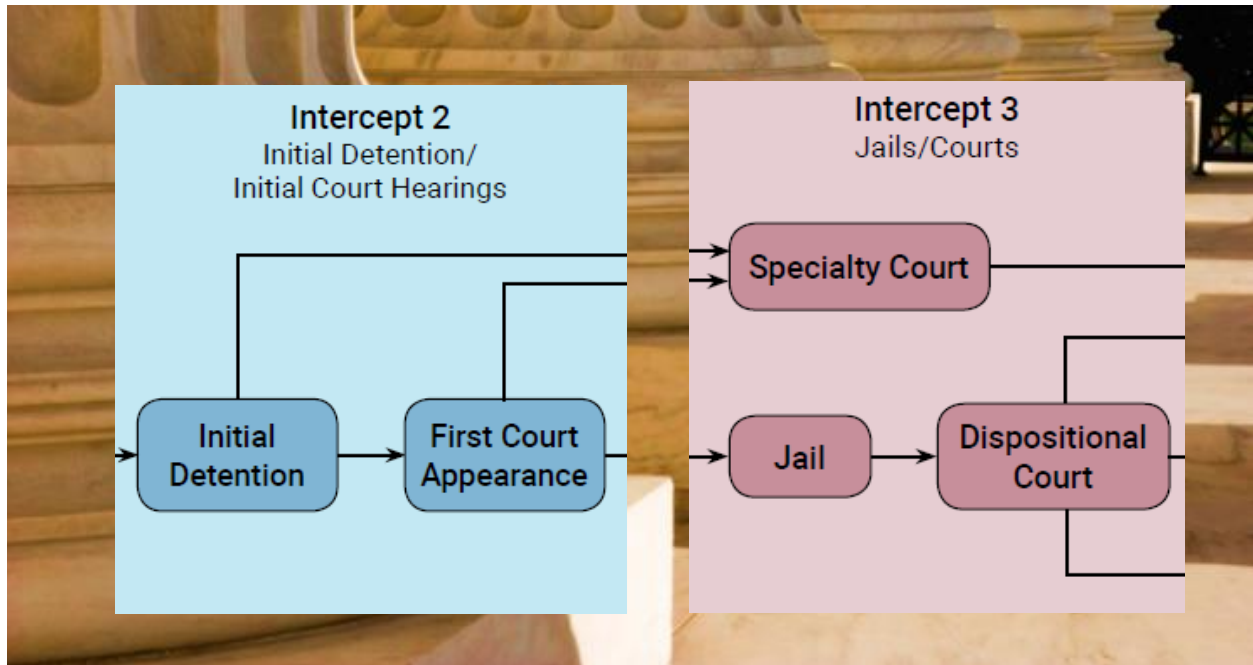 Intercept 2
Initial Detention/
Initial Court Hearings
Initial
Detention
First Court
Appearance
Intercept 3
Jails/Courts
Specialty Court
Jail
Dispositional
Court